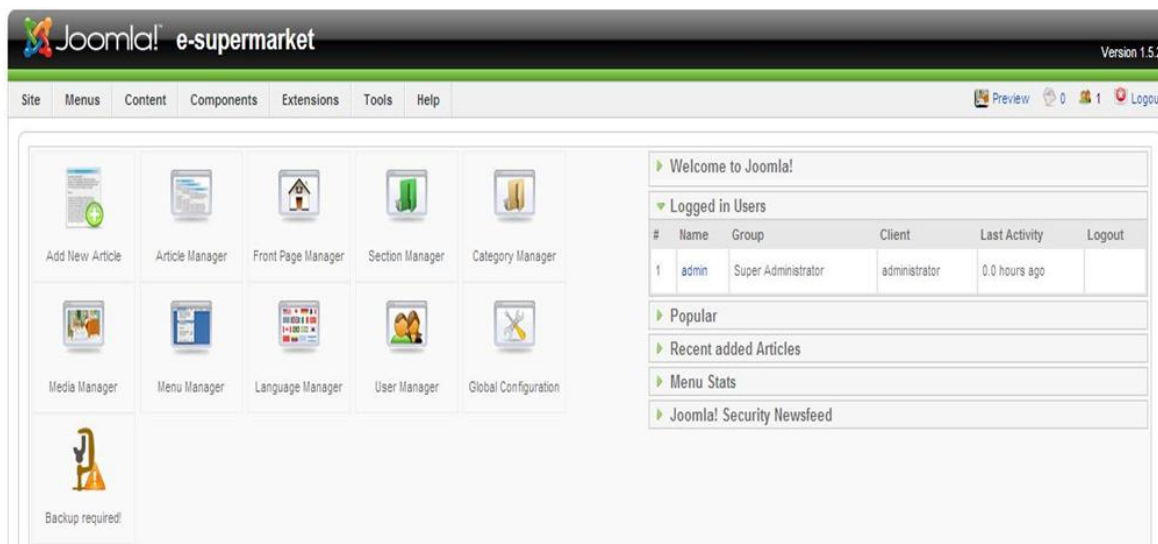 Joomla! e-supermarket
Version 1.5.2
Site Menus Content Components Extensions Tools Help Preview 0 1 Logou
Add New Article Article Manager Front Page Manager Section Manager Category Manager
Media Manager Menu Manager Language Manager User Manager Global Configuration
Backup required!
Welcome to Joomla!
Logged in Users
# Name Group Client Last Activity Logout
1 admin Super Administrator administrator 0.0 hours ago
Popular
Recent added Articles
Menu Stats
Joomla! Security Newsfeed